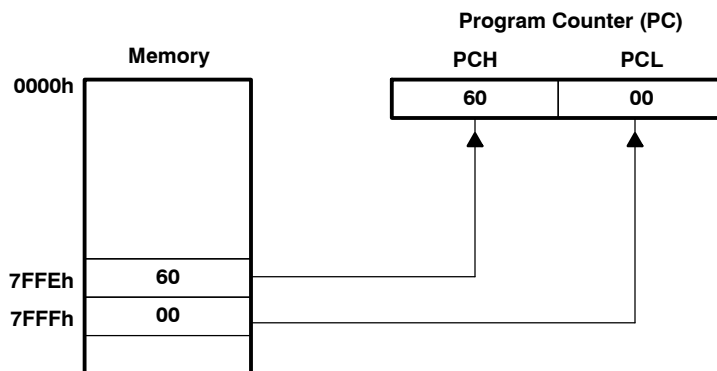 Program Counter (PC)
Memory
PCH PCL
0000h
60 00
7FFEh 60
7FFFh 00